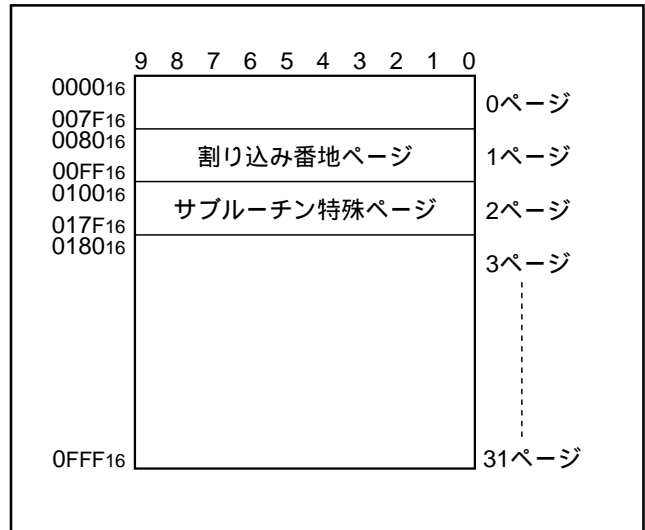 9 8 7 6 5 4 3 2 1 0
0000₁₆
0ページ
007F₁₆
0080₁₆
割り込み番地ページ
1ページ
00FF₁₆
0100₁₆
サブルーチン特殊ページ
2ページ
017F₁₆
0180₁₆
3ページ
0FFF₁₆
31ページ